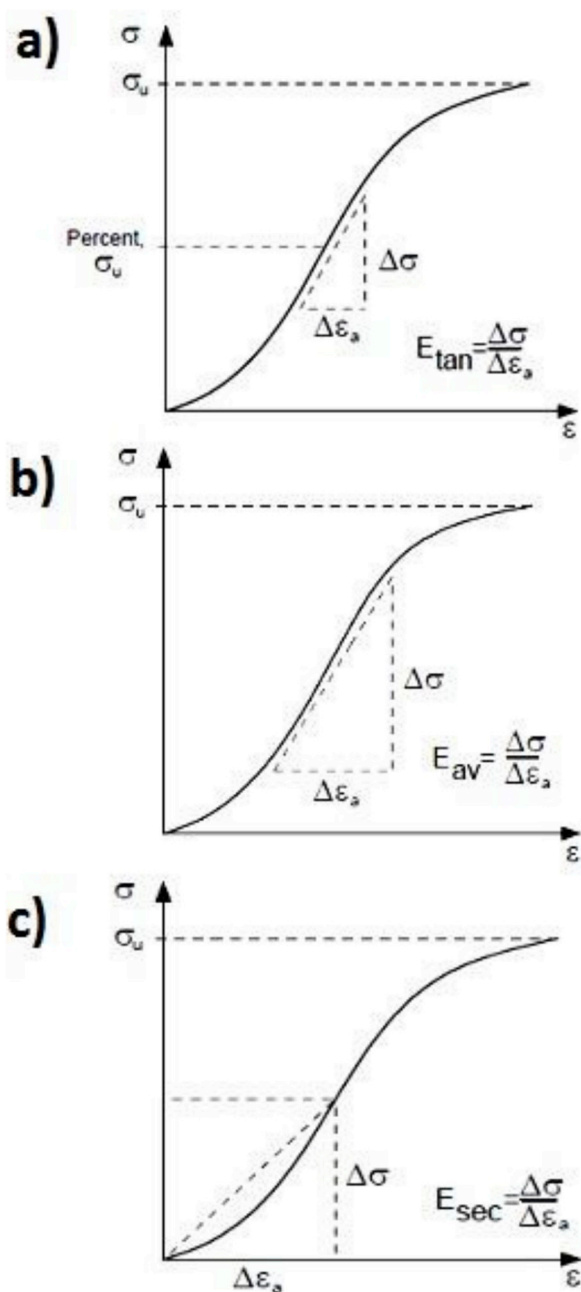 a)
σ
σu
Percent,
σu
Δσ
Δεa
Etan=Δσ/Δεa
ε
b)
σ
σu
Δσ
Δεa
Eav=Δσ/Δεa
ε
c)
σ
σu
Δσ
Esec=Δσ/Δεa
Δεa
ε